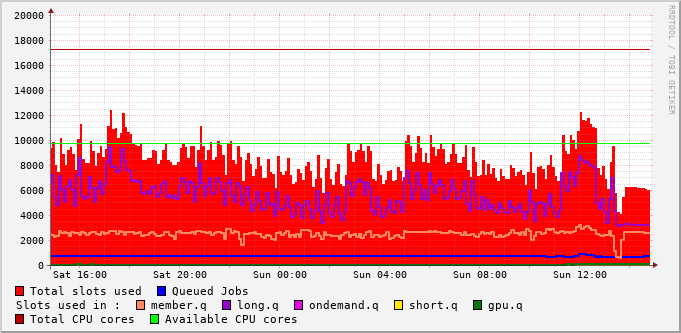 20000
18000
16000
14000
12000
10000
8000
6000
4000
2000
0
Sat 16:00 Sat 20:00 Sun 00:00 Sun 04:00 Sun 08:00 Sun 12:00
RRDTOOL / TOBI OETIKER
Total slots used Queued Jobs
Slots used in : member.q long.q ondemand.q short.q gpu.q
Total CPU cores Available CPU cores